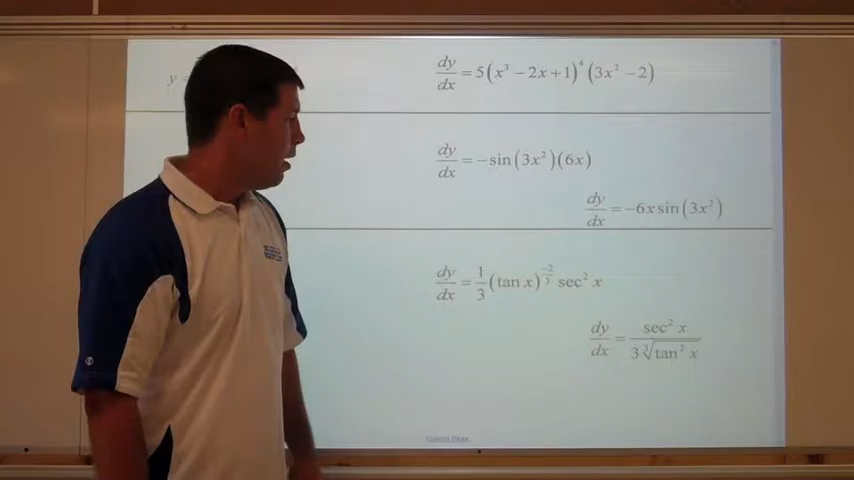 y =
dy/dx = 5(x³ − 2x + 1)⁴(3x² − 2)
dy/dx = −sin(3x²)(6x)
dy/dx = −6x sin(3x²)
dy/dx = 1/3 (tan x)^(−2/3) sec² x
dy/dx = sec² x / 3∛tan² x